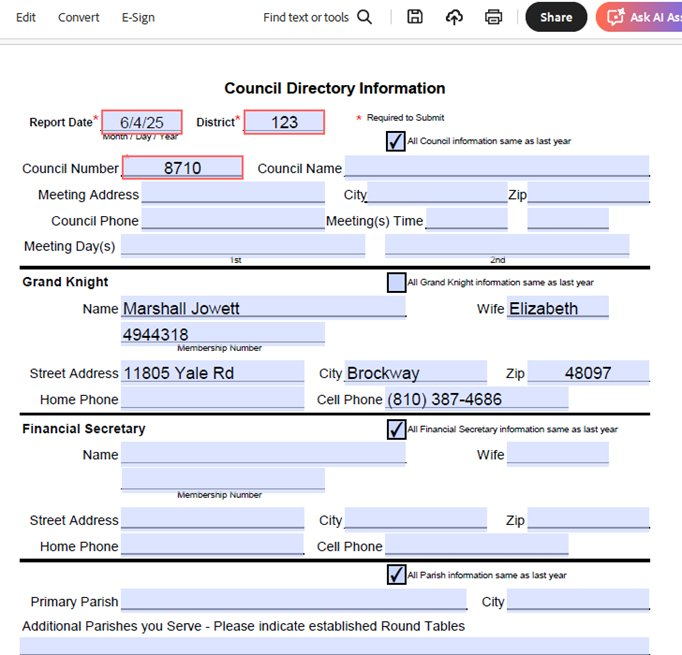 Edit Convert E-Sign Find text or tools Share Ask AI Ass
Council Directory Information
Report Date* 6/4/25 District* 123 * Required to Submit
Month / Day / Year
All Council information same as last year
Council Number* 8710 Council Name
Meeting Address City Zip
Council Phone Meeting(s) Time
Meeting Day(s)
1st 2nd
Grand Knight All Grand Knight information same as last year
Name Marshall Jowett Wife Elizabeth
4944318
Membership Number
Street Address 11805 Yale Rd City Brockway Zip 48097
Home Phone Cell Phone (810) 387-4686
Financial Secretary All Financial Secretary information same as last year
Name Wife
Membership Number
Street Address City Zip
Home Phone Cell Phone
All Parish information same as last year
Primary Parish City
Additional Parishes you Serve - Please indicate established Round Tables